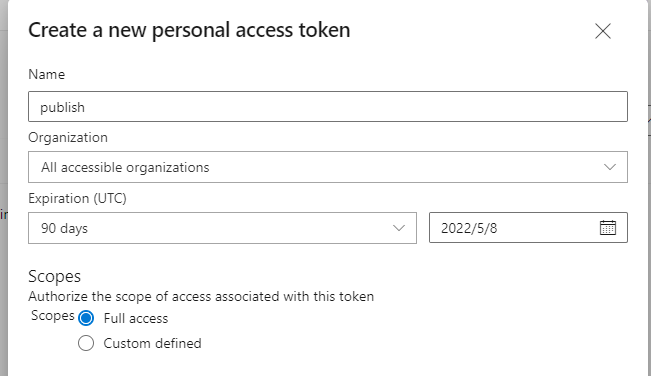 Create a new personal access token
Name
publish
Organization
All accessible organizations
Expiration (UTC)
90 days 2022/5/8
Scopes
Authorize the scope of access associated with this token
Scopes Full access
Custom defined